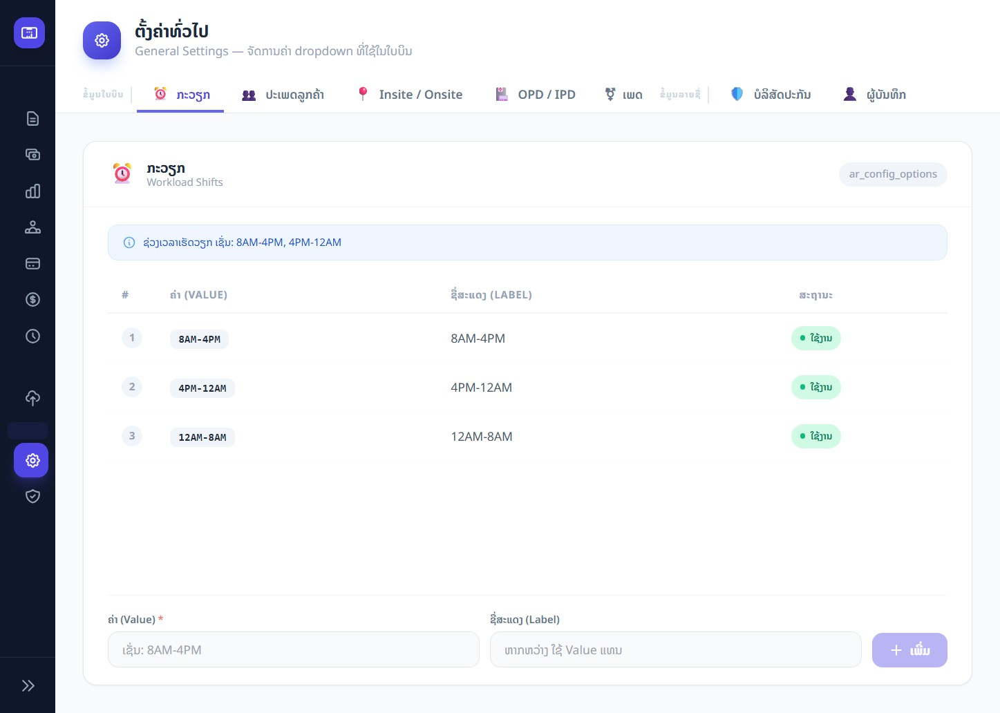 ຕັ້ງຄ່າທົ່ວໄປ
General Settings — ຈັດການຄ່າ dropdown ທີ່ໃຊ້ໃນໃບບິນ
ຂໍ້ມູນໃບບິນ ກະວຽກ ປະເພດລູກຄ້າ Insite / Onsite OPD / IPD ເພດ ຂໍ້ມູນລາຍຊື່ ບໍລິສັດປະກັນ ຜູ້ບັນທຶກ
ກະວຽກ
Workload Shifts
ar_config_options
ຊ່ວງເວລາເຮັດວຽກ ເຊັ່ນ: 8AM-4PM, 4PM-12AM
# ຄ່າ (VALUE) ຊື່ສະແດງ (LABEL) ສະຖານະ
1 8AM-4PM 8AM-4PM ໃຊ້ງານ
2 4PM-12AM 4PM-12AM ໃຊ້ງານ
3 12AM-8AM 12AM-8AM ໃຊ້ງານ
ຄ່າ (Value) * ຊື່ສະແດງ (Label)
ເຊັ່ນ: 8AM-4PM ຫາກຫວ່າງ ໃຊ້ Value ແທນ ເພີ່ມ